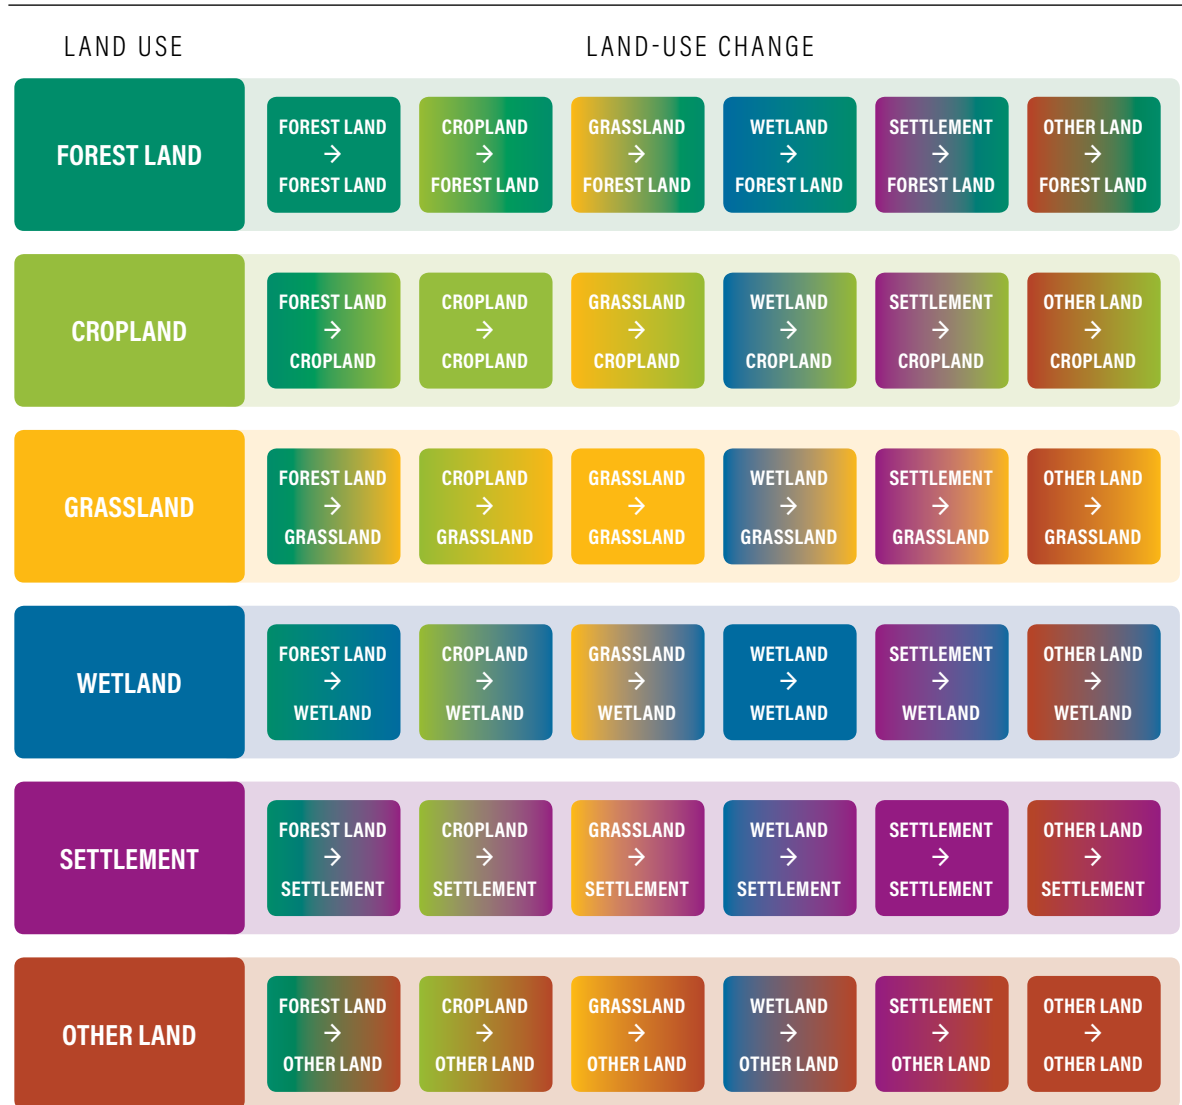 LAND USE
LAND-USE CHANGE
FOREST LAND
FOREST LAND
→
FOREST LAND
CROPLAND
→
FOREST LAND
GRASSLAND
→
FOREST LAND
WETLAND
→
FOREST LAND
SETTLEMENT
→
FOREST LAND
OTHER LAND
→
FOREST LAND
CROPLAND
FOREST LAND
→
CROPLAND
CROPLAND
→
CROPLAND
GRASSLAND
→
CROPLAND
WETLAND
→
CROPLAND
SETTLEMENT
→
CROPLAND
OTHER LAND
→
CROPLAND
GRASSLAND
FOREST LAND
→
GRASSLAND
CROPLAND
→
GRASSLAND
GRASSLAND
→
GRASSLAND
WETLAND
→
GRASSLAND
SETTLEMENT
→
GRASSLAND
OTHER LAND
→
GRASSLAND
WETLAND
FOREST LAND
→
WETLAND
CROPLAND
→
WETLAND
GRASSLAND
→
WETLAND
WETLAND
→
WETLAND
SETTLEMENT
→
WETLAND
OTHER LAND
→
WETLAND
SETTLEMENT
FOREST LAND
→
SETTLEMENT
CROPLAND
→
SETTLEMENT
GRASSLAND
→
SETTLEMENT
WETLAND
→
SETTLEMENT
SETTLEMENT
→
SETTLEMENT
OTHER LAND
→
SETTLEMENT
OTHER LAND
FOREST LAND
→
OTHER LAND
CROPLAND
→
OTHER LAND
GRASSLAND
→
OTHER LAND
WETLAND
→
OTHER LAND
SETTLEMENT
→
OTHER LAND
OTHER LAND
→
OTHER LAND